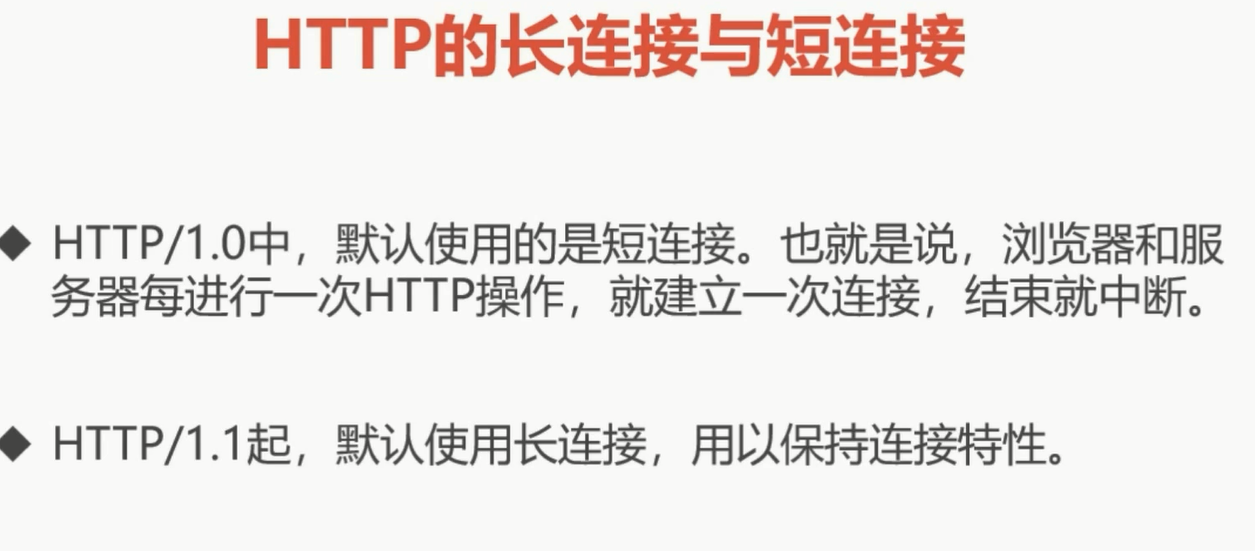 HTTP的长连接与短连接
◆ HTTP/1.0中，默认使用的是短连接。也就是说，浏览器和服
务器每进行一次HTTP操作，就建立一次连接，结束就中断。
◆ HTTP/1.1起，默认使用长连接，用以保持连接特性。